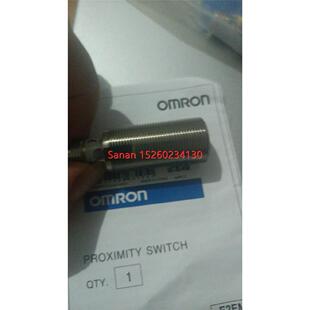 OMRON
Sanan 15260234130
OMRON
PROXIMITY SWITCH
QTY. 1